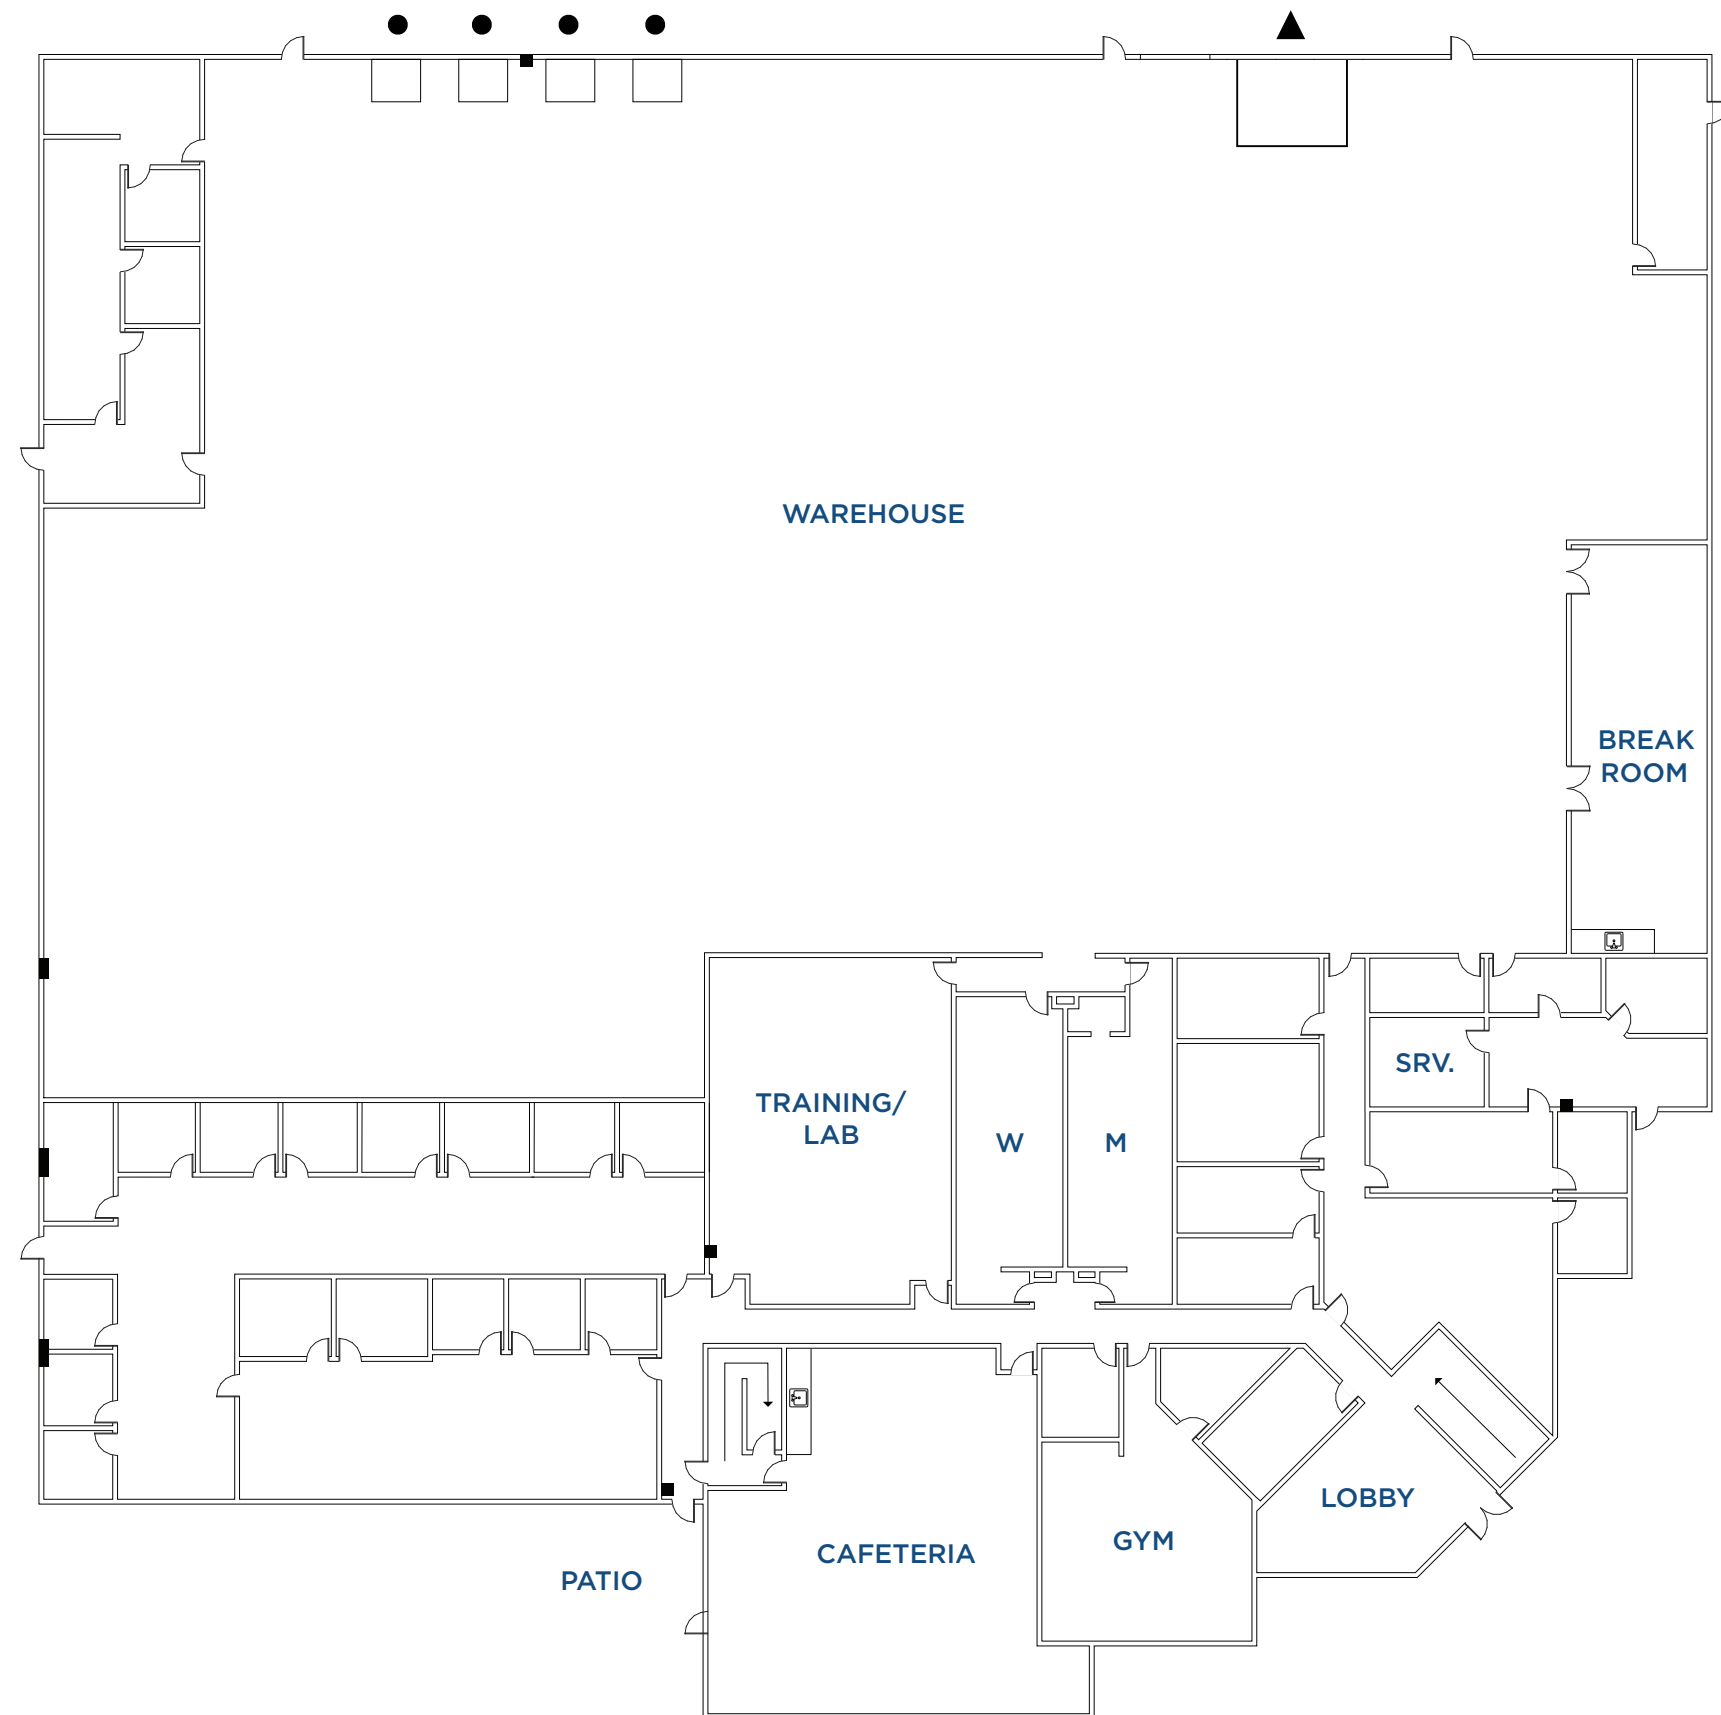 WAREHOUSE
BREAK
ROOM
SRV.
TRAINING/
LAB
W
M
LOBBY
GYM
CAFETERIA
PATIO